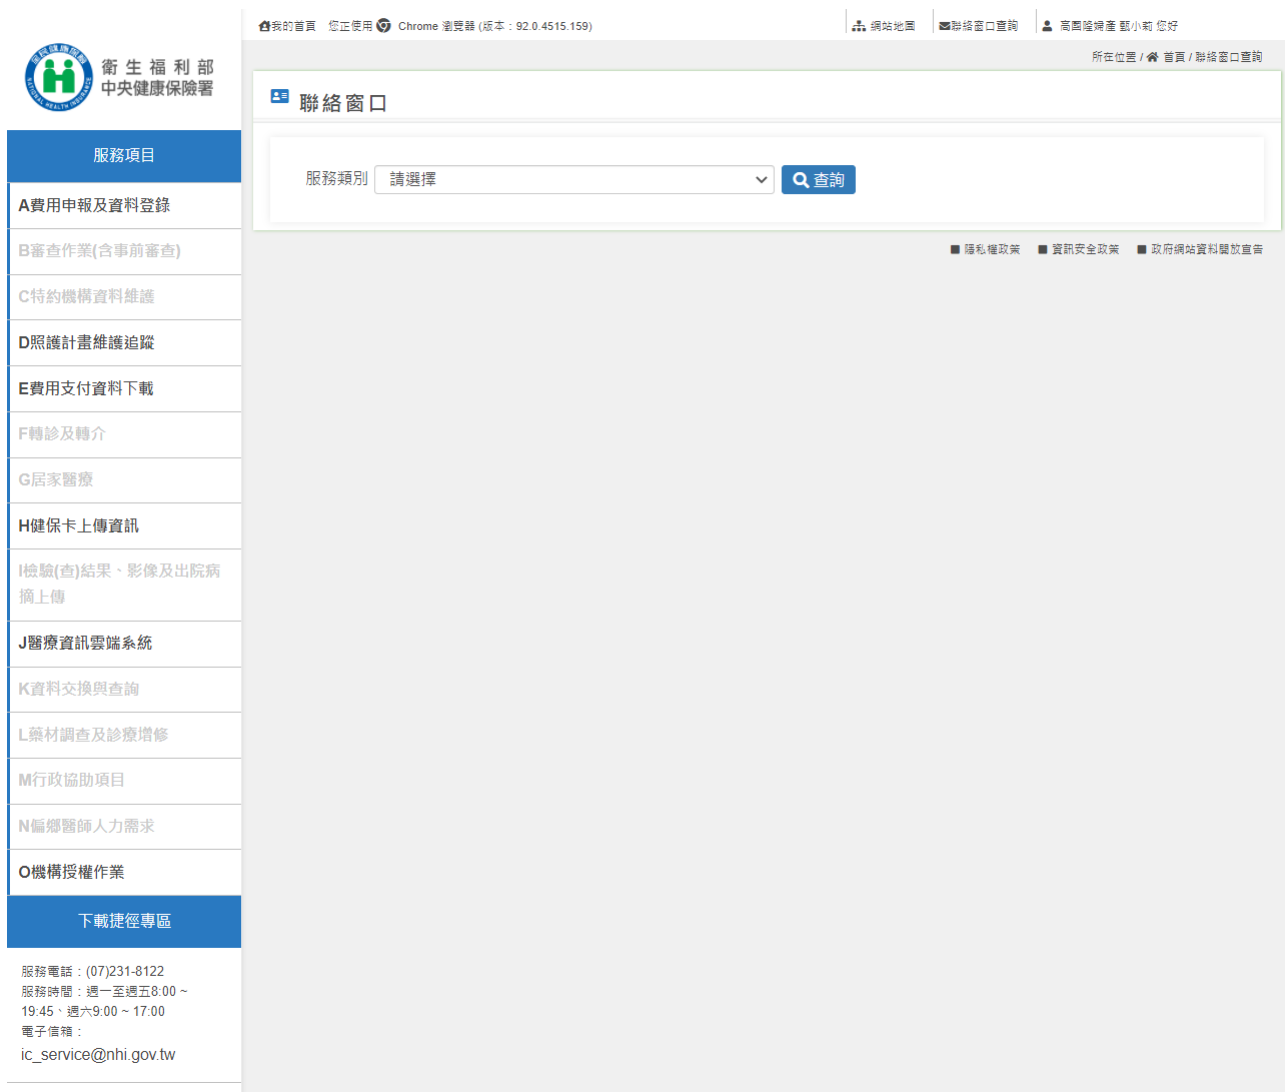 我的首頁 您正使用 Chrome 瀏覽器 (版本：92.0.4515.159)
網站地圖
聯絡窗口查詢
高園隆婦產 甄小莉 您好
所在位置 / 首頁 / 聯絡窗口查詢
衛生福利部
中央健康保險署
聯絡窗口
服務類別 請選擇 查詢
隱私權政策
資訊安全政策
政府網站資料開放宣告
服務項目
A費用申報及資料登錄
B審查作業(含事前審查)
C特約機構資料維護
D照護計畫維護追蹤
E費用支付資料下載
F轉診及轉介
G居家醫療
H健保卡上傳資訊
I檢驗(查)結果、影像及出院病
摘上傳
J醫療資訊雲端系統
K資料交換與查詢
L藥材調查及診療增修
M行政協助項目
N偏鄉醫師人力需求
O機構授權作業
下載捷徑專區
服務電話：(07)231-8122
服務時間：週一至週五8:00 ~
19:45、週六9:00 ~ 17:00
電子信箱：
ic_service@nhi.gov.tw